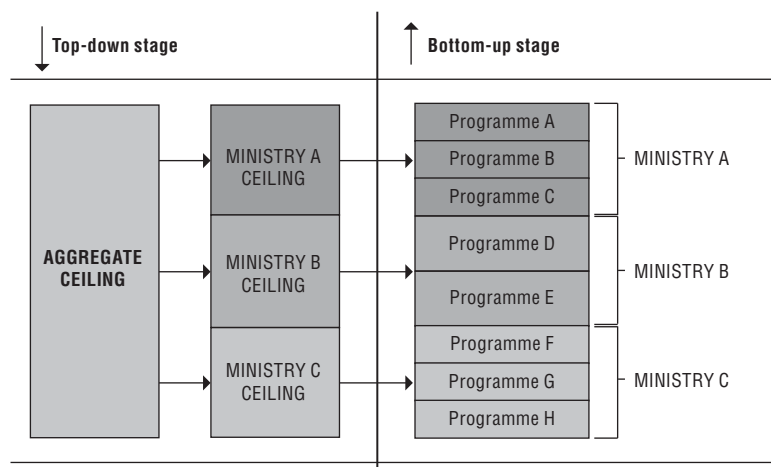 Top-down stage
Bottom-up stage
AGGREGATE
CEILING
MINISTRY A
CEILING
MINISTRY B
CEILING
MINISTRY C
CEILING
Programme A
Programme B
Programme C
Programme D
Programme E
Programme F
Programme G
Programme H
MINISTRY A
MINISTRY B
MINISTRY C